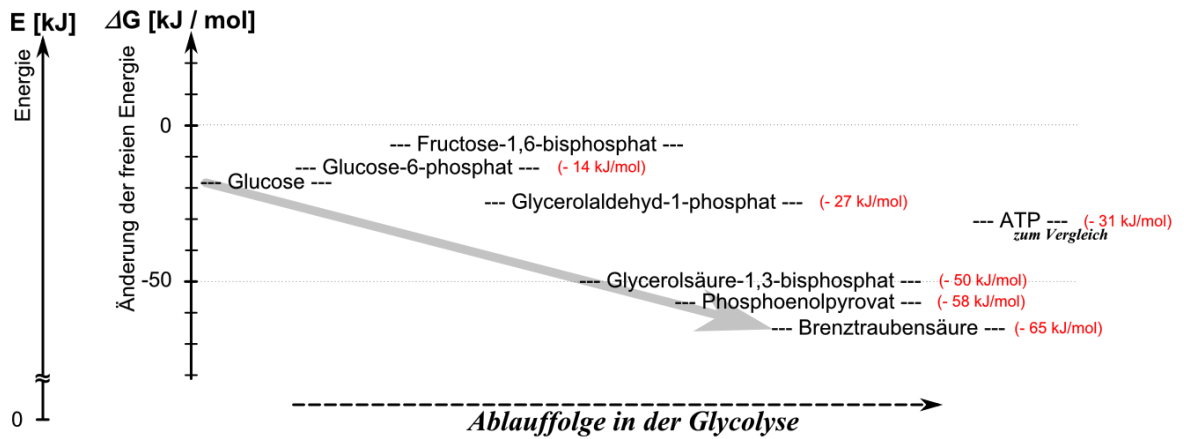 E [kJ]
ΔG [kJ / mol]
Energie
Änderung der freien Energie
0
--- Fructose-1,6-bisphosphat ---
--- Glucose-6-phosphat --- (- 14 kJ/mol)
--- Glucose ---
--- Glycerolaldehyd-1-phosphat --- (- 27 kJ/mol)
--- ATP --- (- 31 kJ/mol)
zum Vergleich
-50
--- Glycerolsäure-1,3-bisphosphat --- (- 50 kJ/mol)
--- Phosphoenolpyrovat --- (- 58 kJ/mol)
--- Brenztraubensäure --- (- 65 kJ/mol)
0
Ablauffolge in der Glycolyse